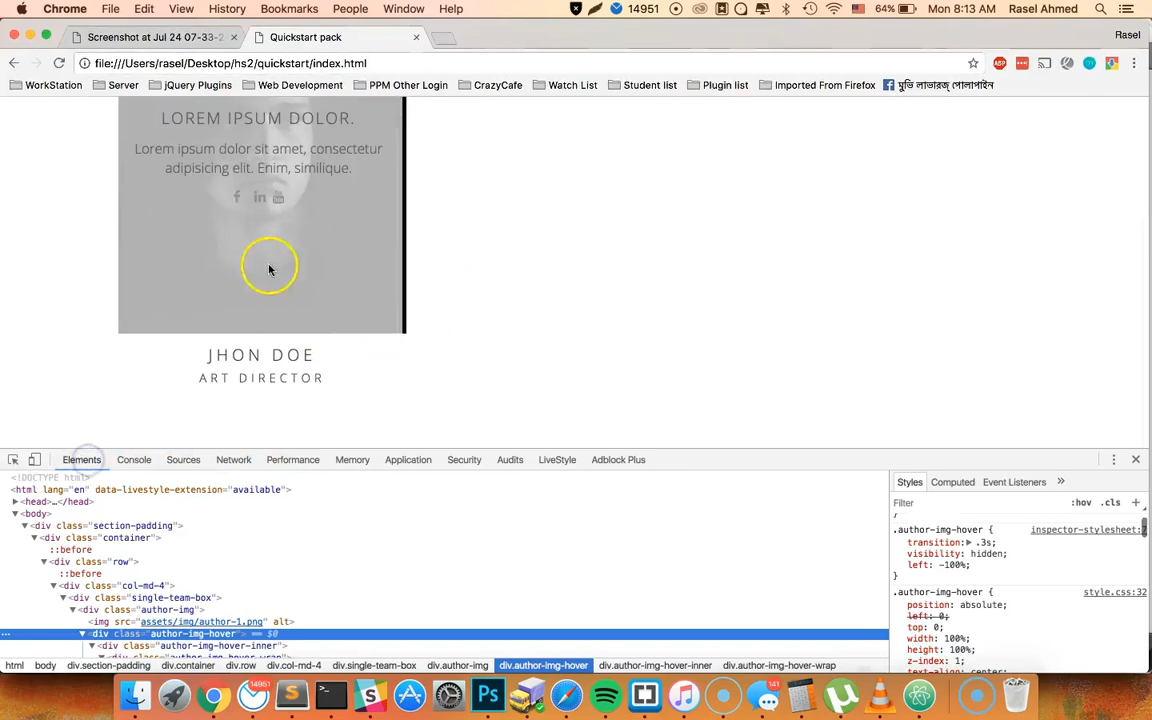 Chrome File Edit View History Bookmarks People Window Help 14951 64% Mon 8:13 AM Rasel Ahmed
Screenshot at Jul 24 07-33-2 Quickstart pack Rasel
file:///Users/rasel/Desktop/hs2/quickstart/index.html
WorkStation Server jQuery Plugins Web Development PPM Other Login CrazyCafe Watch List Student list Plugin list Imported From Firefox মুভি লাভারজ্ পোলাপাইন
LOREM IPSUM DOLOR.
Lorem ipsum dolor sit amet, consectetur
adipisicing elit. Enim, similique.
JHON DOE
ART DIRECTOR
Elements Console Sources Network Performance Memory Application Security Audits LiveStyle Adblock Plus
<!DOCTYPE html>
<html lang="en" data-livestyle-extension="available">
<head>…</head>
<body>
<div class="section-padding">
<div class="container">
::before
<div class="row">
::before
<div class="col-md-4">
<div class="single-team-box">
<div class="author-img">
<img src="assets/img/author-1.png" alt>
<div class="author-img-hover"> == $0
<div class="author-img-hover-inner">
html body div.section-padding div.container div.row div.col-md-4 div.single-team-box div.author-img div.author-img-hover div.author-img-hover-inner div.author-img-hover-wrap
Styles Computed Event Listeners
Filter :hov .cls +
}
.author-img-hover { inspector-stylesheet:7
transition: .3s;
visibility: hidden;
left: -100%;
}
.author-img-hover { style.css:32
position: absolute;
left: 0;
top: 0;
width: 100%;
height: 100%;
z-index: 1;
text-align: center;
14951
141